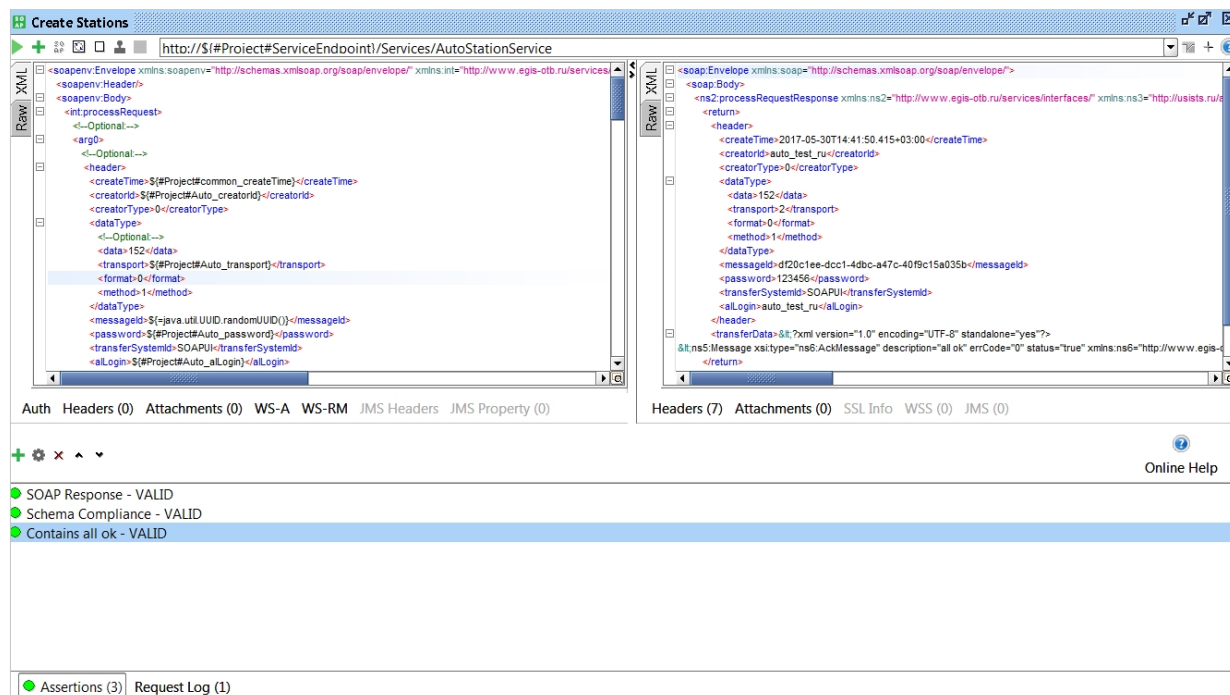 Create Stations
http://${#Project#ServiceEndpoint}/Services/AutoStationService
XML
Raw
<soapenv:Envelope xmlns:soapenv="http://schemas.xmlsoap.org/soap/envelope/" xmlns:int="http://www.egis-otb.ru/services/
<soapenv:Header/>
<soapenv:Body>
<int:processRequest>
<!--Optional:-->
<arg0>
<!--Optional:-->
<header>
<createTime>${#Project#common_createTime}</createTime>
<creatorId>${#Project#Auto_creatorId}</creatorId>
<creatorType>0</creatorType>
<dataType>
<!--Optional:-->
<data>152</data>
<transport>${#Project#Auto_transport}</transport>
<format>0</format>
<method>1</method>
</dataType>
<messageId>${=java.util.UUID.randomUUID()}</messageId>
<password>${#Project#Auto_password}</password>
<transferSystemId>SOAPUI</transferSystemId>
<alLogin>${#Project#Auto_alLogin}</alLogin>
Auth Headers (0) Attachments (0) WS-A WS-RM JMS Headers JMS Property (0)
XML
Raw
<soap:Envelope xmlns:soap="http://schemas.xmlsoap.org/soap/envelope/">
<soap:Body>
<ns2:processRequestResponse xmlns:ns2="http://www.egis-otb.ru/services/interfaces/" xmlns:ns3="http://usists.ru/a
<return>
<header>
<createTime>2017-05-30T14:41:50.415+03:00</createTime>
<creatorId>auto_test_ru</creatorId>
<creatorType>0</creatorType>
<dataType>
<data>152</data>
<transport>2</transport>
<format>0</format>
<method>1</method>
</dataType>
<messageId>df20c1ee-dcc1-4dbc-a47c-40f9c15a035b</messageId>
<password>123456</password>
<transferSystemId>SOAPUI</transferSystemId>
<alLogin>auto_test_ru</alLogin>
</header>
<transferData>&lt;?xml version="1.0" encoding="UTF-8" standalone="yes"?>
&lt;ns5:Message xsi:type="ns6:AckMessage" description="all ok" errCode="0" status="true" xmlns:ns6="http://www.egis-o
</return>
Headers (7) Attachments (0) SSL Info WSS (0) JMS (0)
Online Help
SOAP Response - VALID
Schema Compliance - VALID
Contains all ok - VALID
Assertions (3) Request Log (1)